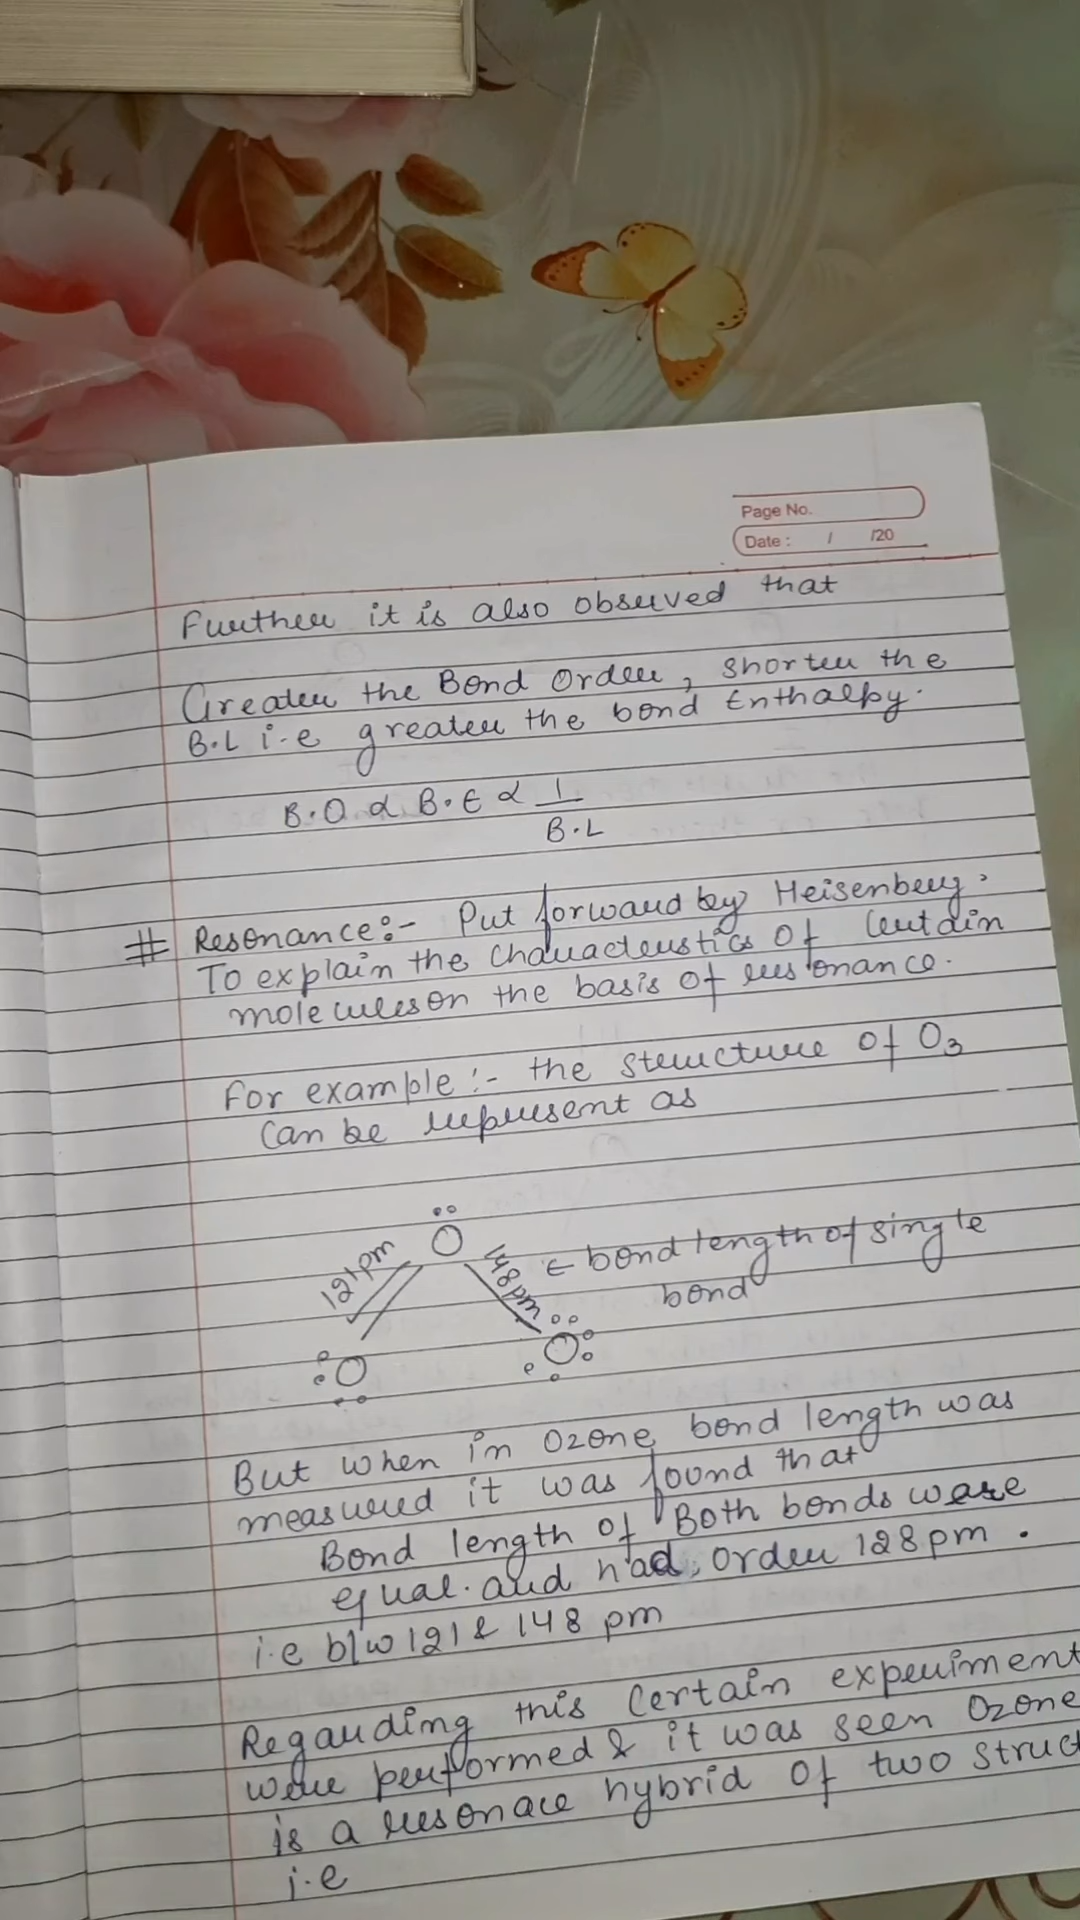 Page No.
Date : / /20
Further it is also observed that
Greater the Bond Order, shorter the
B.L i.e greater the bond Enthalpy.
B.O ∝ B.E ∝ 1/B.L
# Resonance:- Put forward by Heisenberg.
To explain the characteristics of certain
molecules on the basis of resonance.
For example:- the structure of O3
Can be represent as
O
121pm 148pm ← bond length of single
bond
O O
But when in Ozone bond length was
measured it was found that
Bond length of Both bonds were
equal. and had order 128pm.
i.e b/w 121 & 148 pm
Regarding this Certain experiment
were performed & it was seen Ozone
is a resonace hybrid of two struct
i.e